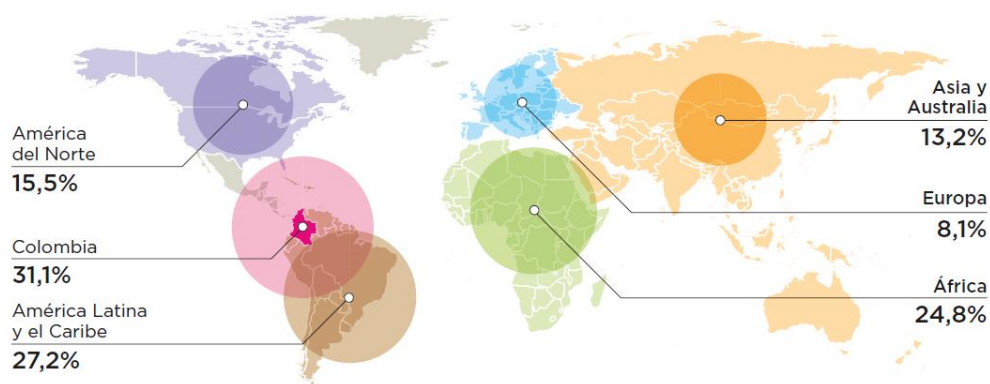 América
del Norte
15,5%
Colombia
31,1%
América Latina
y el Caribe
27,2%
Asia y
Australia
13,2%
Europa
8,1%
África
24,8%